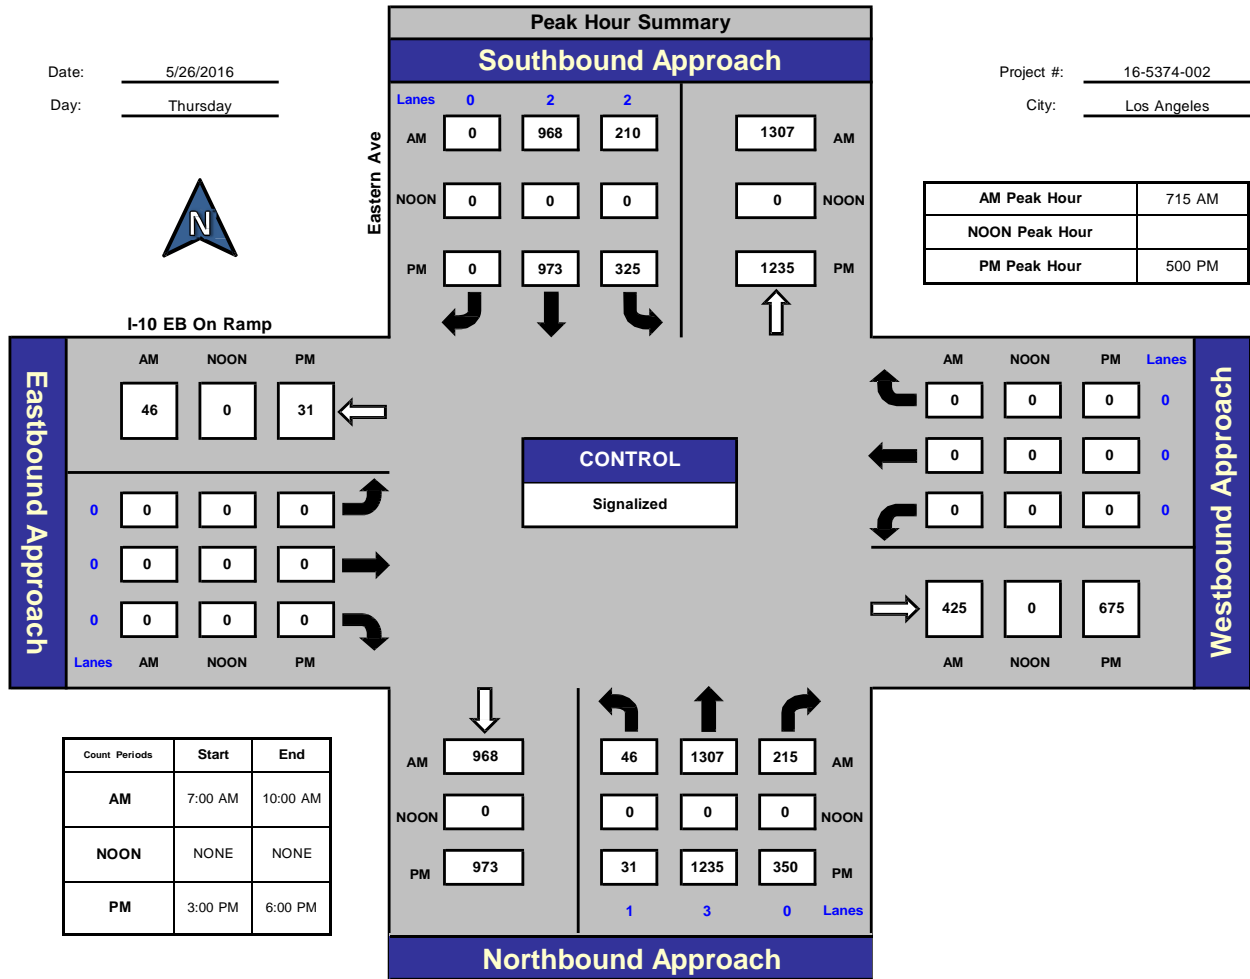 Peak Hour Summary
Southbound Approach
Date: 5/26/2016
Day: Thursday
Project #: 16-5374-002
City: Los Angeles
Eastern Ave
Lanes 0 2 2
AM 0 968 210 1307 AM
NOON 0 0 0 0 NOON
PM 0 973 325 1235 PM
N
AM Peak Hour 715 AM
NOON Peak Hour
PM Peak Hour 500 PM
I-10 EB On Ramp
Eastbound Approach
AM NOON PM
46 0 31
0 0 0 0
0 0 0 0
0 0 0 0
Lanes AM NOON PM
CONTROL
Signalized
AM NOON PM Lanes
0 0 0 0
0 0 0 0
0 0 0 0
425 0 675
AM NOON PM
Westbound Approach
Count Periods Start End
AM 7:00 AM 10:00 AM
NOON NONE NONE
PM 3:00 PM 6:00 PM
AM 968 46 1307 215 AM
NOON 0 0 0 0 NOON
PM 973 31 1235 350 PM
1 3 0 Lanes
Northbound Approach